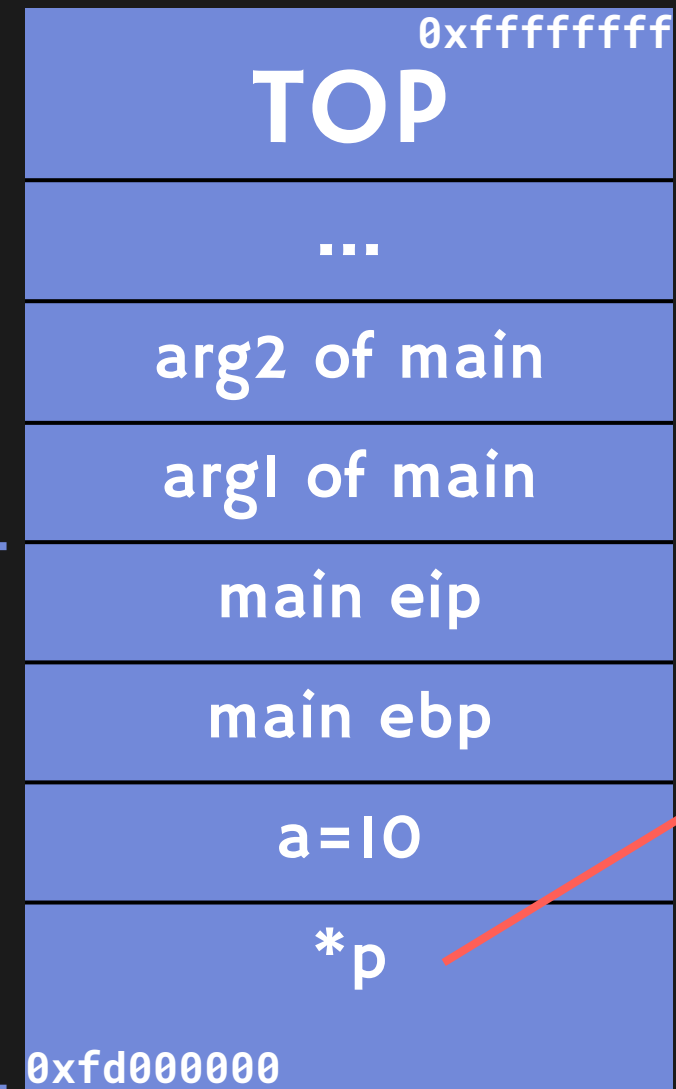 0xffffffff
TOP
...
arg2 of main
arg1 of main
main eip
main ebp
a=10
*p
0xfd000000